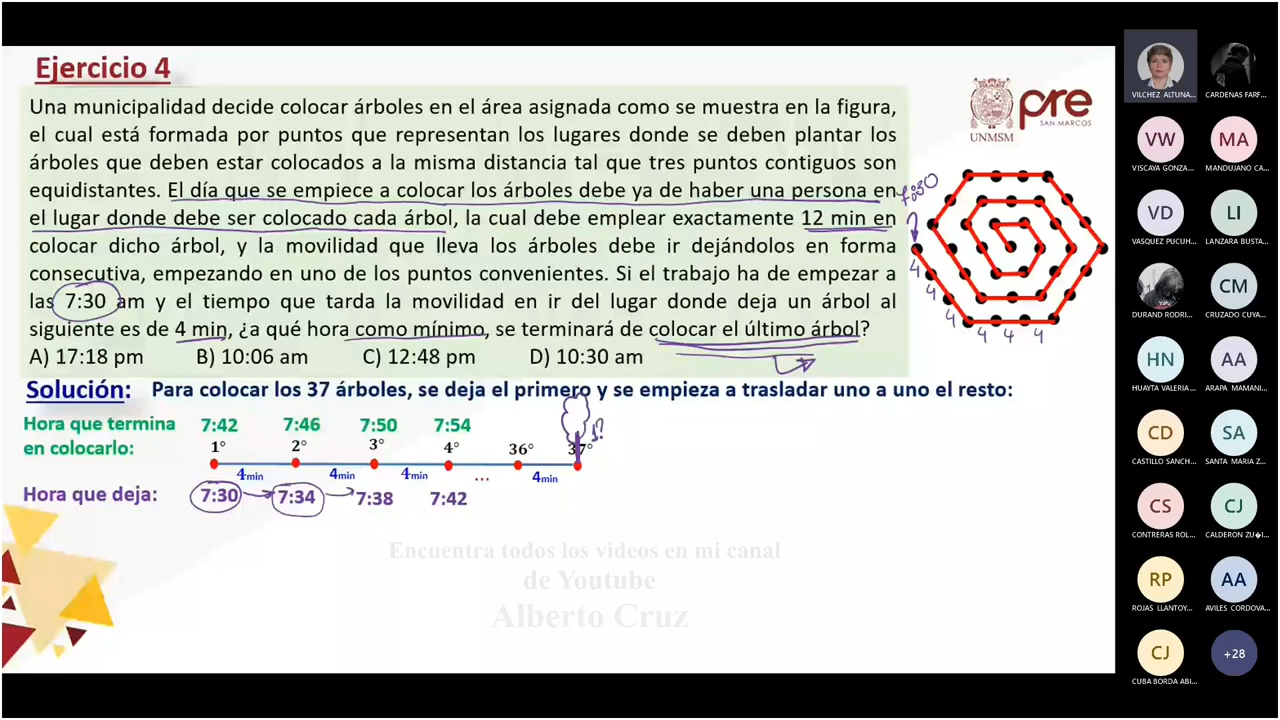 Ejercicio 4
Una municipalidad decide colocar árboles en el área asignada como se muestra en la figura,
el cual está formada por puntos que representan los lugares donde se deben plantar los
árboles que deben estar colocados a la misma distancia tal que tres puntos contiguos son
equidistantes. El día que se empiece a colocar los árboles debe ya de haber una persona en
el lugar donde debe ser colocado cada árbol, la cual debe emplear exactamente 12 min en
colocar dicho árbol, y la movilidad que lleva los árboles debe ir dejándolos en forma
consecutiva, empezando en uno de los puntos convenientes. Si el trabajo ha de empezar a
las 7:30 am y el tiempo que tarda la movilidad en ir del lugar donde deja un árbol al
siguiente es de 4 min, ¿a qué hora como mínimo, se terminará de colocar el último árbol?
A) 17:18 pm B) 10:06 am C) 12:48 pm D) 10:30 am
UNMSM
pre
SAN MARCOS
7:30
4
4
4
4 4 4
Solución: Para colocar los 37 árboles, se deja el primero y se empieza a trasladar uno a uno el resto:
Hora que termina
en colocarlo:
7:42 7:46 7:50 7:54
1° 2° 3° 4° 36° 37°
4min 4min 4min ... 4min
Hora que deja: 7:30 7:34 7:38 7:42
Encuentra todos los videos en mi canal
de Youtube
Alberto Cruz
VILCHEZ ALTUNA... CARDENAS FARF...
VW MA
VISCAYA GONZA... MANDUJANO CA...
VD LI
VASQUEZ PUCUH... LANZARA BUSTA...
CM
DURAND RODRI... CRUZADO CUYA...
HN AA
HUAYTA VALERIA... ARAPA MAMANI...
CD SA
CASTILLO SANCH... SANTA MARIA Z...
CS CJ
CONTRERAS ROL... CALDERON ZU�I...
RP AA
ROJAS LLANTOY... AVILES CORDOVA...
CJ +28
CUBA BORDA ABI...